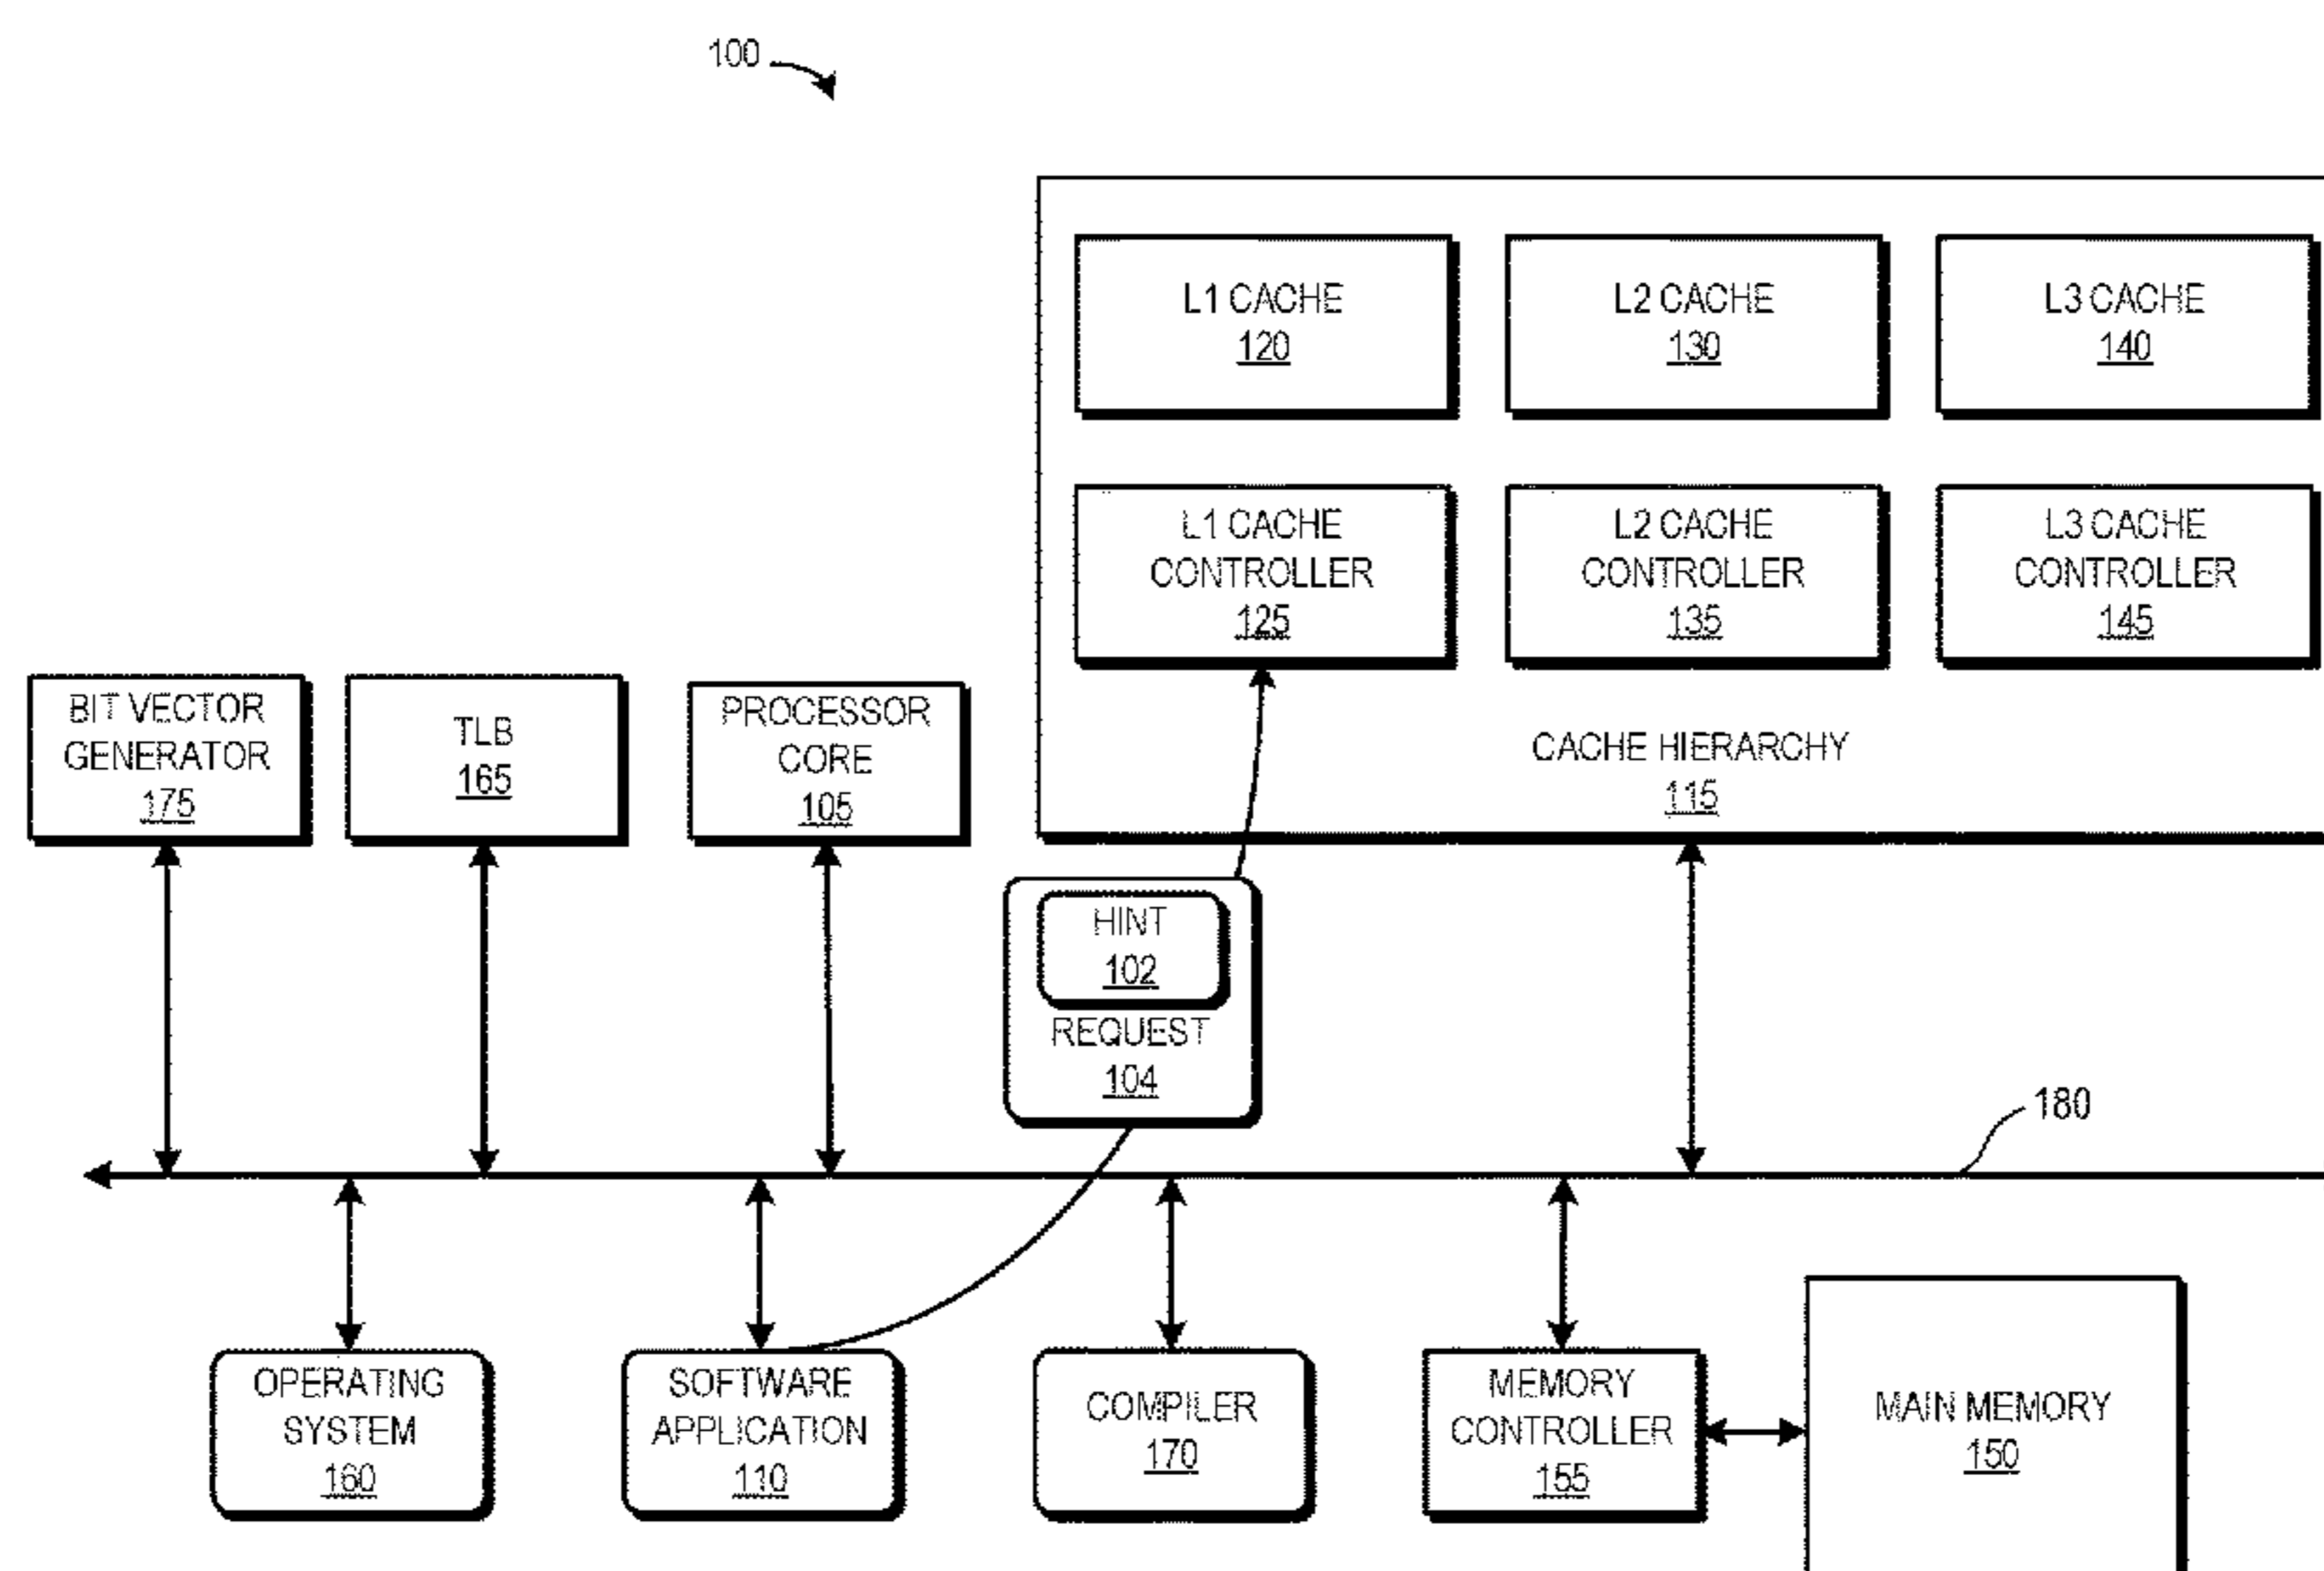 100
L1 CACHE
120
L2 CACHE
130
L3 CACHE
140
L1 CACHE
CONTROLLER
125
L2 CACHE
CONTROLLER
135
L3 CACHE
CONTROLLER
145
CACHE HIERARCHY
115
BIT VECTOR
GENERATOR
175
TLB
165
PROCESSOR
CORE
105
HINT
102
REQUEST
104
180
OPERATING
SYSTEM
160
SOFTWARE
APPLICATION
110
COMPILER
170
MEMORY
CONTROLLER
155
MAIN MEMORY
150